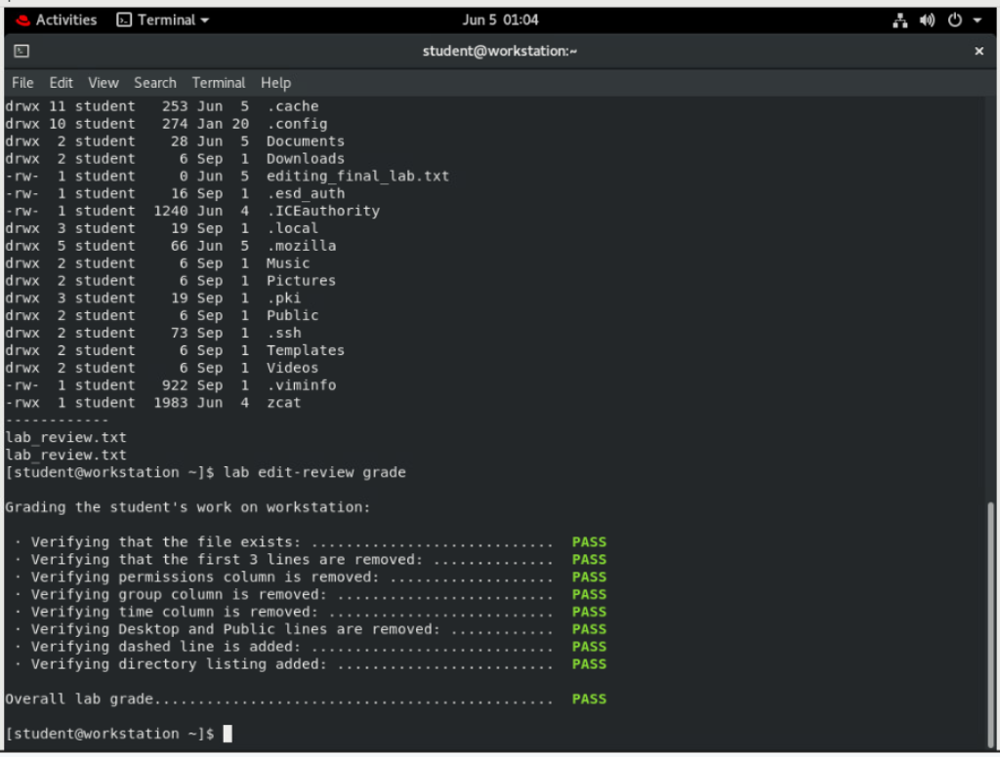 Activities Terminal Jun 5 01:04
student@workstation:~ ×
File Edit View Search Terminal Help
drwx 11 student   253 Jun  5  .cache
drwx 10 student   274 Jan 20  .config
drwx  2 student    28 Jun  5  Documents
drwx  2 student     6 Sep  1  Downloads
-rw-  1 student     0 Jun  5  editing_final_lab.txt
-rw-  1 student    16 Sep  1  .esd_auth
-rw-  1 student  1240 Jun  4  .ICEauthority
drwx  3 student    19 Sep  1  .local
drwx  5 student    66 Jun  5  .mozilla
drwx  2 student     6 Sep  1  Music
drwx  2 student     6 Sep  1  Pictures
drwx  3 student    19 Sep  1  .pki
drwx  2 student     6 Sep  1  Public
drwx  2 student    73 Sep  1  .ssh
drwx  2 student     6 Sep  1  Templates
drwx  2 student     6 Sep  1  Videos
-rw-  1 student   922 Sep  1  .viminfo
-rwx  1 student  1983 Jun  4  zcat
------------
lab_review.txt
lab_review.txt
[student@workstation ~]$ lab edit-review grade
Grading the student's work on workstation:
· Verifying that the file exists: ............................  PASS
· Verifying that the first 3 lines are removed: ..............  PASS
· Verifying permissions column is removed: ...................  PASS
· Verifying group column is removed: .........................  PASS
· Verifying time column is removed: ..........................  PASS
· Verifying Desktop and Public lines are removed: ............  PASS
· Verifying dashed line is added: ............................  PASS
· Verifying directory listing added: .........................  PASS
Overall lab grade..............................................  PASS
[student@workstation ~]$